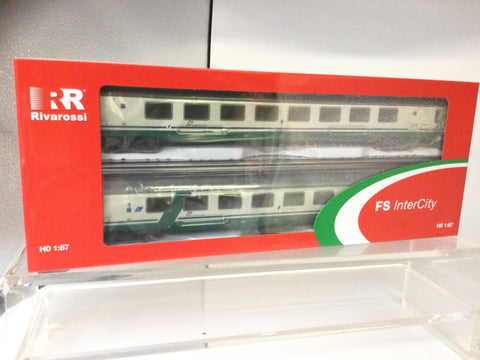 RR
Rivarossi
FS InterCity
H0 1:87
H0 1:87